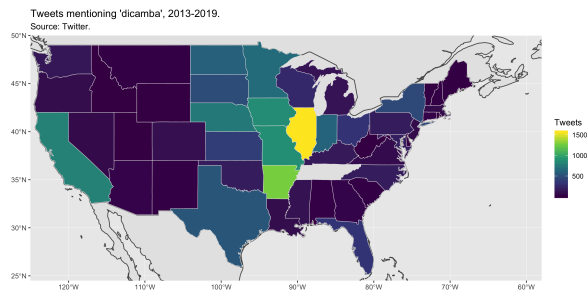 Tweets mentioning 'dicamba', 2013-2019.
Source: Twitter.
50°N
45°N
40°N
35°N
30°N
25°N
120°W
110°W
100°W
90°W
80°W
70°W
60°W
Tweets
1500
1000
500